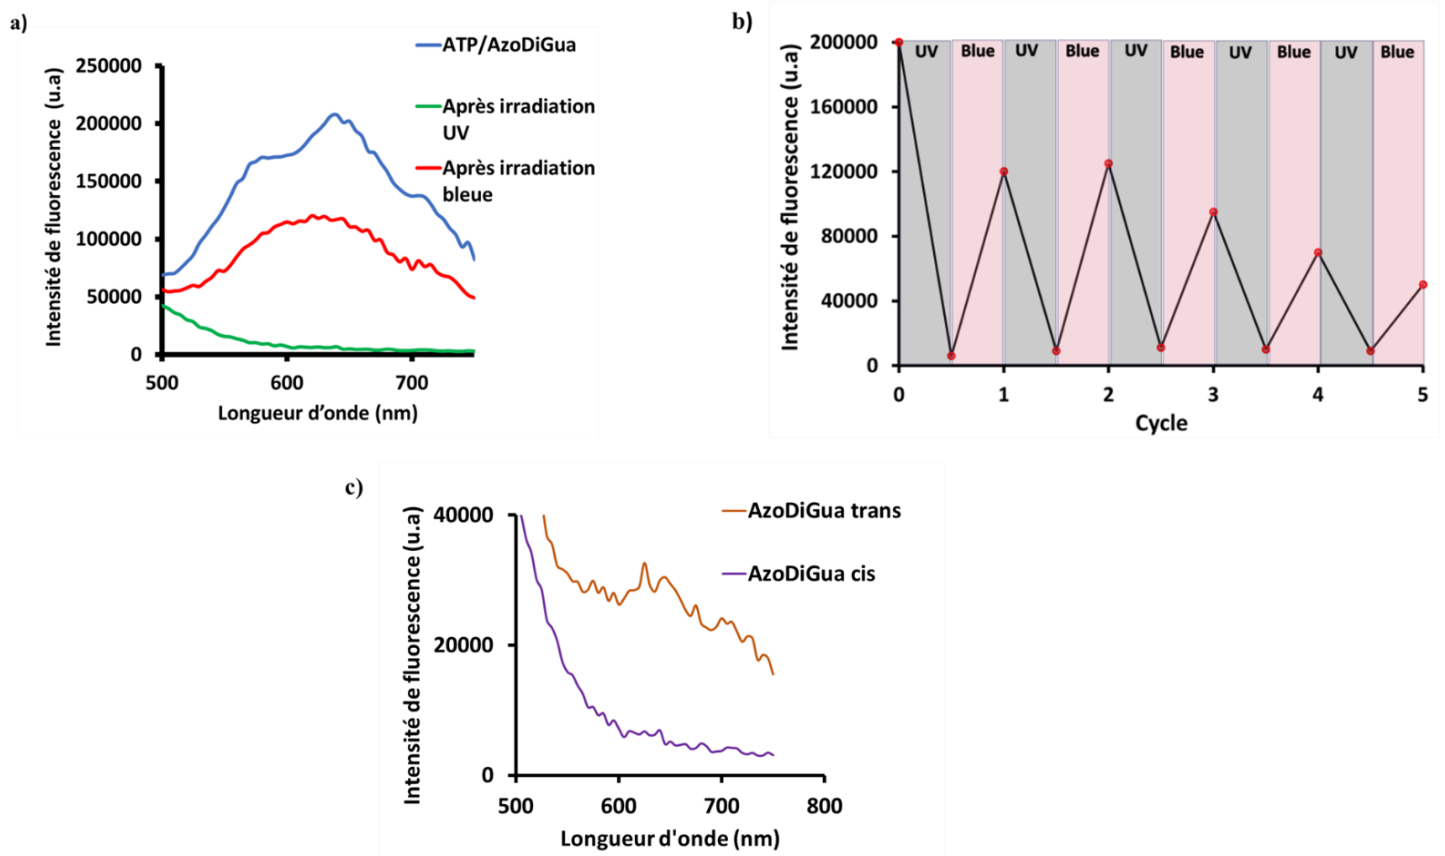 a)
ATP/AzoDiGua
Après irradiation
UV
Après irradiation
bleue
Intensité de fluorescence (u.a)
250000
200000
150000
100000
50000
0
500
600
700
Longueur d’onde (nm)
b)
Intensité de fluorescence (u.a)
200000
160000
120000
80000
40000
0
UV
Blue
UV
Blue
UV
Blue
UV
Blue
UV
Blue
0
1
2
3
4
5
Cycle
c)
AzoDiGua trans
AzoDiGua cis
Intensité de fluorescence (u.a)
40000
20000
0
500
600
700
800
Longueur d'onde (nm)